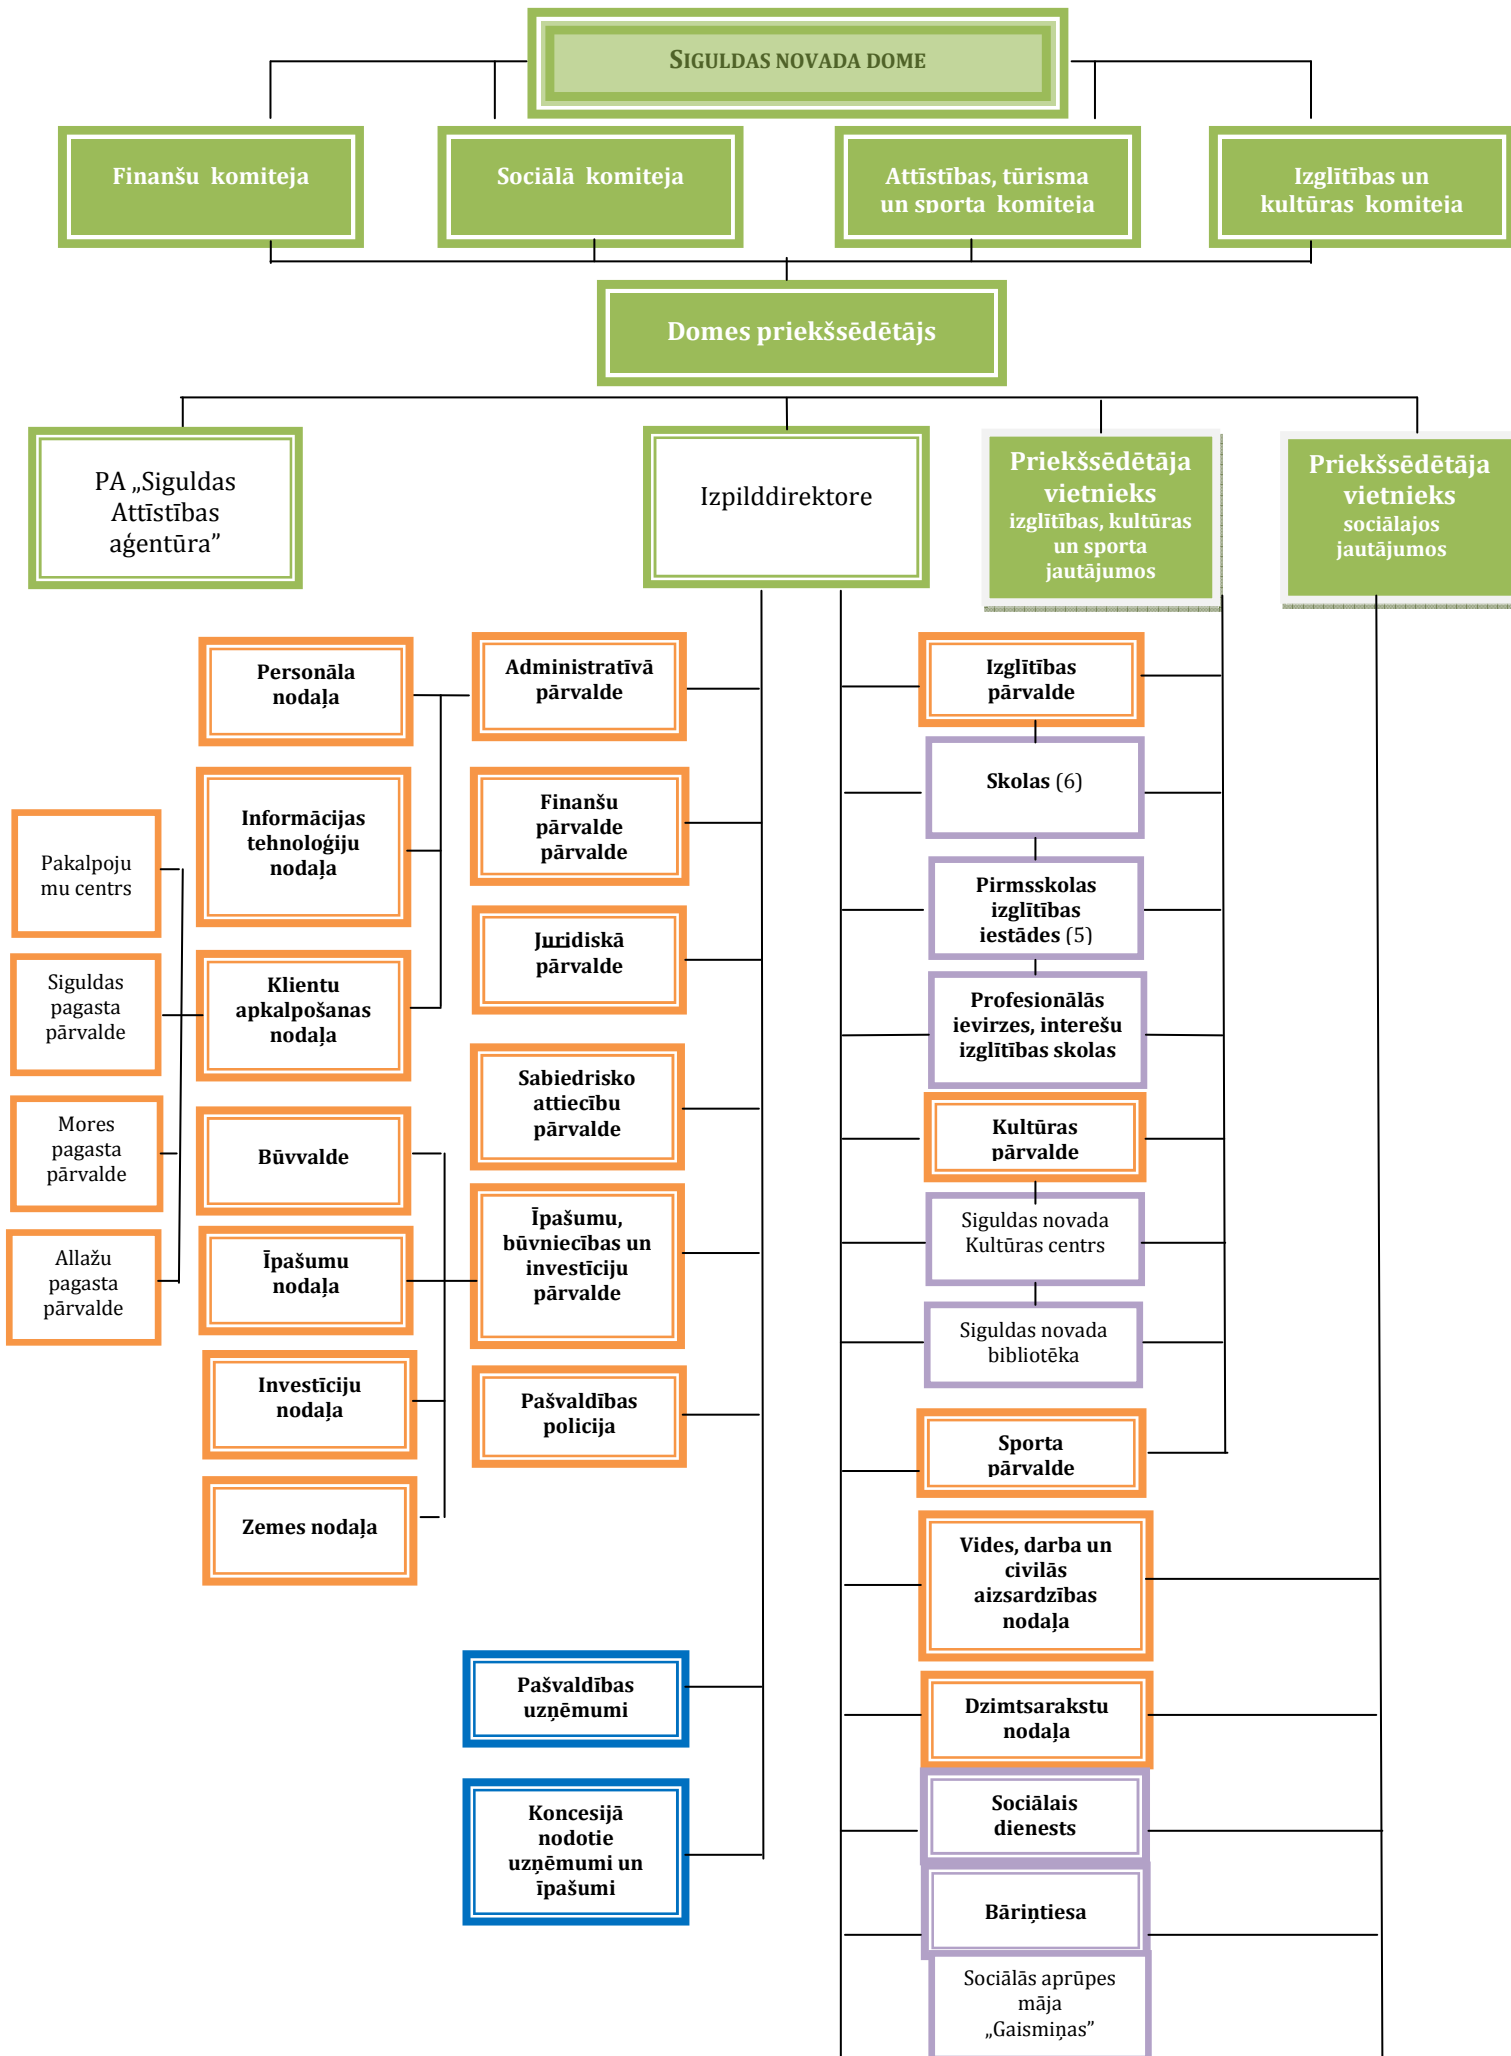 SIGULDAS NOVADA DOME
Finanšu komiteja
Sociālā komiteja
Attīstības, tūrisma
un sporta komiteja
Izglītības un
kultūras komiteja
Domes priekšsēdētājs
PA „Siguldas
Attīstības
aģentūra”
Izpilddirektore
Priekšsēdētāja
vietnieks
izglītības, kultūras
un sporta
jautājumos
Priekšsēdētāja
vietnieks
sociālajos
jautājumos
Personāla
nodaļa
Administratīvā
pārvalde
Izglītības
pārvalde
Informācijas
tehnoloģiju
nodaļa
Finanšu
pārvalde
pārvalde
Skolas (6)
Pakalpoju
mu centrs
Pirmsskolas
izglītības
iestādes (5)
Juridiskā
pārvalde
Klientu
apkalpošanas
nodaļa
Siguldas
pagasta
pārvalde
Profesionālās
ievirzes, interešu
izglītības skolas
Sabiedrisko
attiecību
pārvalde
Mores
pagasta
pārvalde
Būvvalde
Kultūras
pārvalde
Īpašumu,
būvniecības un
investīciju
pārvalde
Siguldas novada
Kultūras centrs
Īpašumu
nodaļa
Allažu
pagasta
pārvalde
Siguldas novada
bibliotēka
Investīciju
nodaļa
Pašvaldības
policija
Sporta
pārvalde
Zemes nodaļa
Vides, darba un
civilās
aizsardzības
nodaļa
Pašvaldības
uzņēmumi
Dzimtsarakstu
nodaļa
Koncesijā
nodotie
uzņēmumi un
īpašumi
Sociālais
dienests
Bāriņtiesa
Sociālās aprūpes
māja
„Gaismiņas”